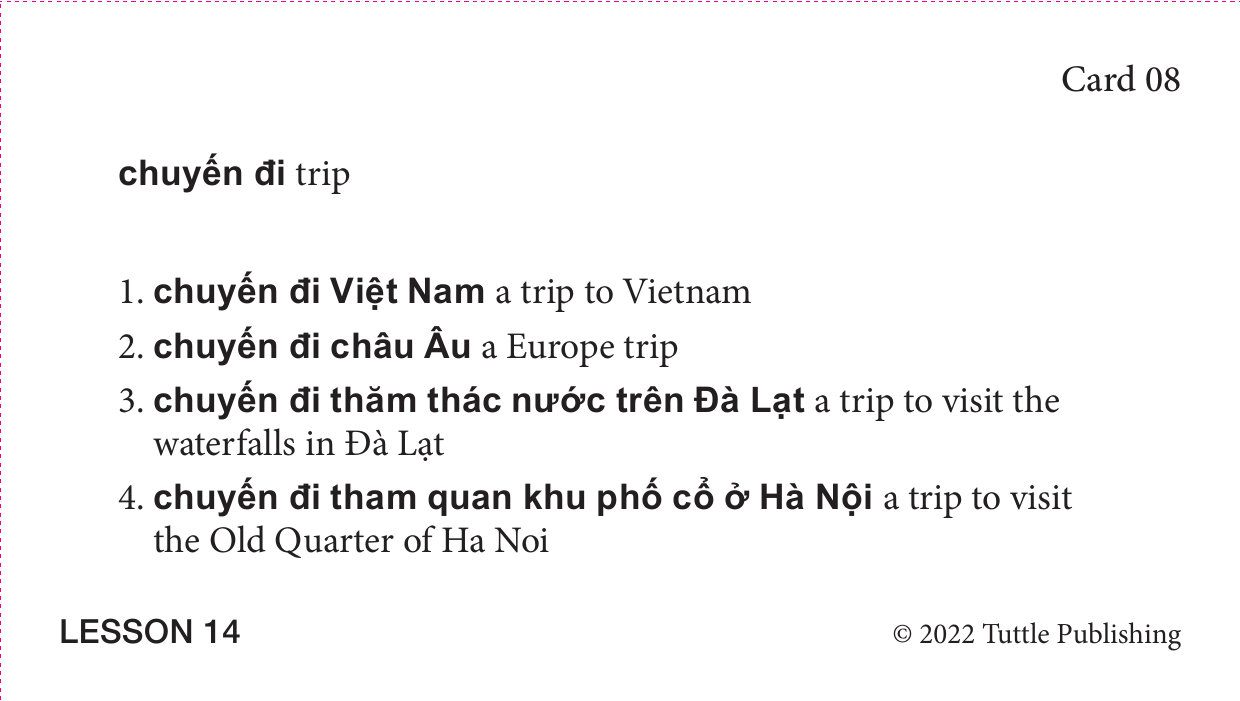 Card 08
chuyến đi trip
1. chuyến đi Việt Nam a trip to Vietnam
2. chuyến đi châu Âu a Europe trip
3. chuyến đi thăm thác nước trên Đà Lạt a trip to visit the
waterfalls in Đà Lạt
4. chuyến đi tham quan khu phố cổ ở Hà Nội a trip to visit
the Old Quarter of Ha Noi
LESSON 14
© 2022 Tuttle Publishing